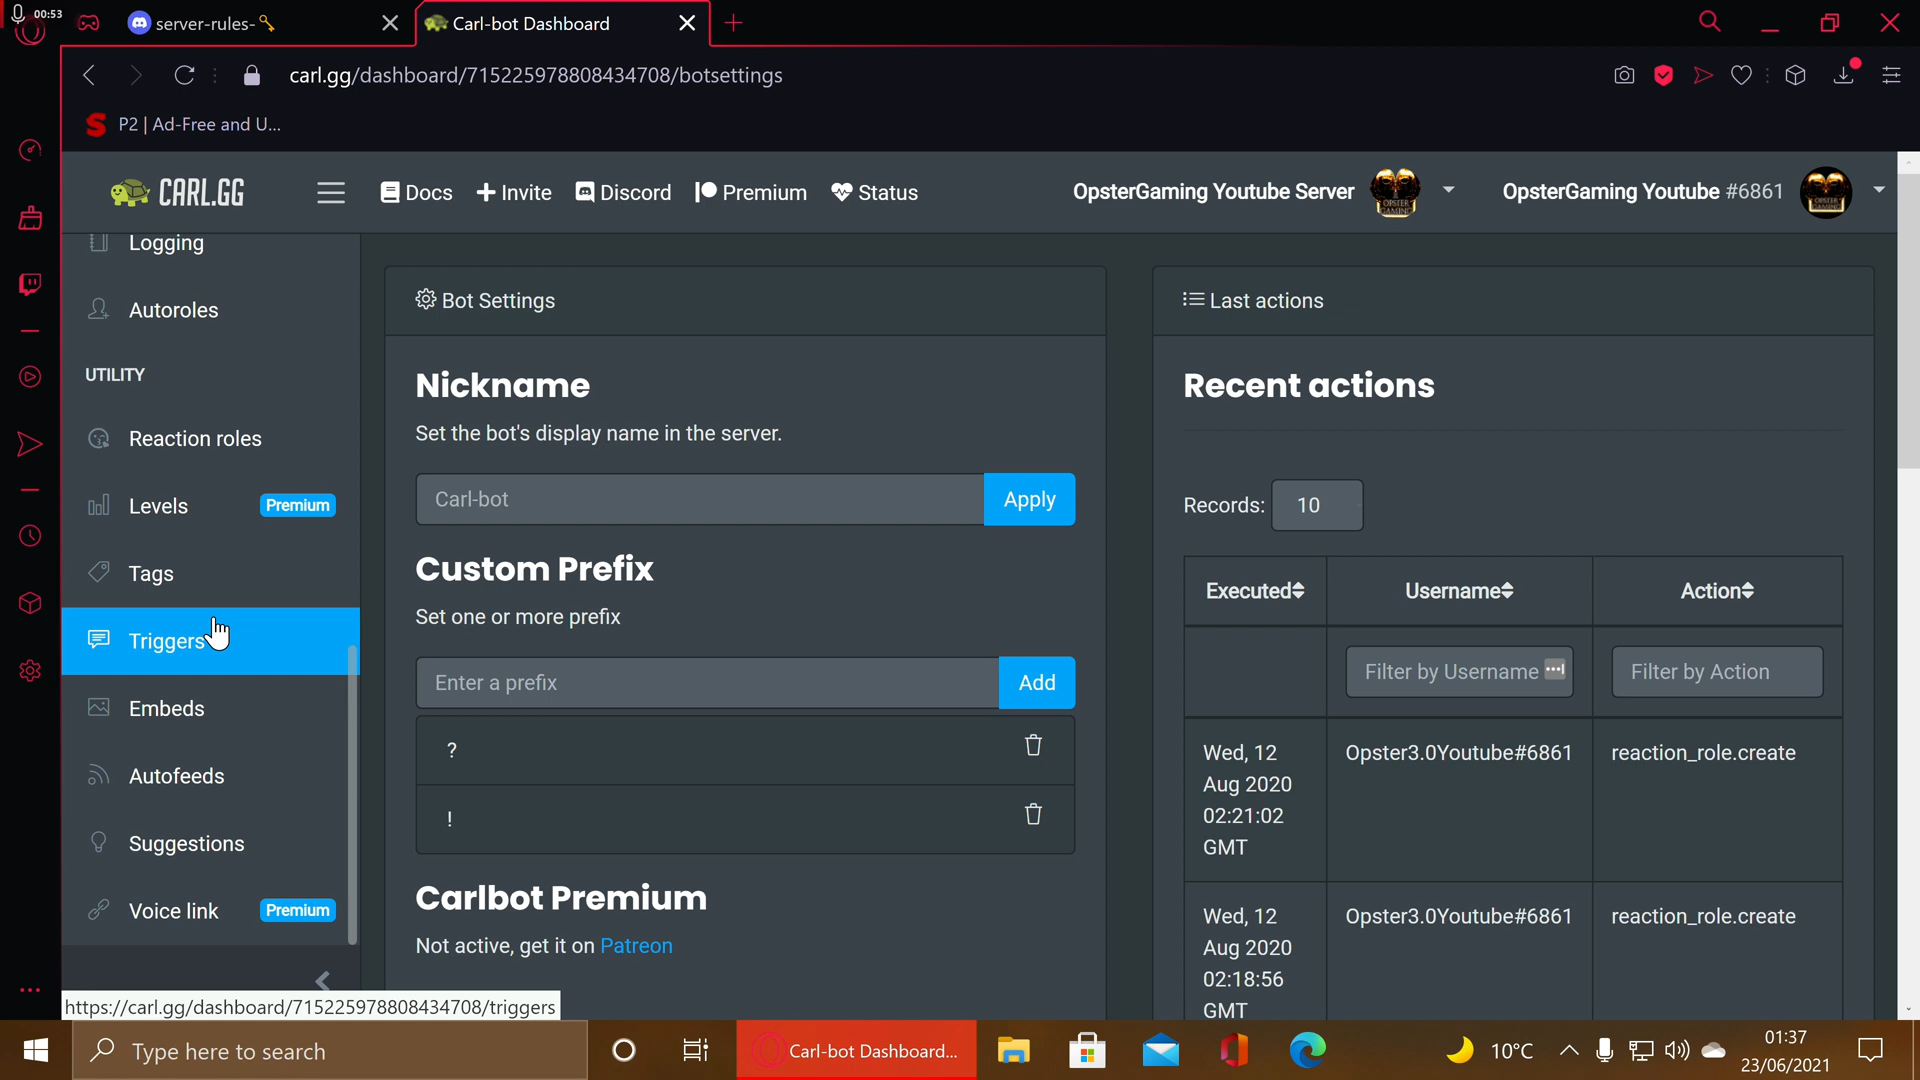 00:53
server-rules-
Carl-bot Dashboard
carl.gg/dashboard/715225978808434708/botsettings
P2 | Ad-Free and U...
CARL.GG
Docs
Invite
Discord
Premium
Status
OpsterGaming Youtube Server
OPSTER GAMING
OpsterGaming Youtube #6861
OPSTER GAMING
Logging
Autoroles
UTILITY
Reaction roles
Levels Premium
Tags
Triggers
Embeds
Autofeeds
Suggestions
Voice link Premium
https://carl.gg/dashboard/715225978808434708/triggers
Bot Settings
Nickname
Set the bot's display name in the server.
Carl-bot Apply
Custom Prefix
Set one or more prefix
Enter a prefix Add
?
!
Carlbot Premium
Not active, get it on Patreon
Last actions
Recent actions
Records: 10
Executed Username Action
Filter by Username Filter by Action
Wed, 12 Opster3.0Youtube#6861 reaction_role.create
Aug 2020
02:21:02
GMT
Wed, 12 Opster3.0Youtube#6861 reaction_role.create
Aug 2020
02:18:56
GMT
Type here to search
Carl-bot Dashboard...
10°C
01:37
23/06/2021